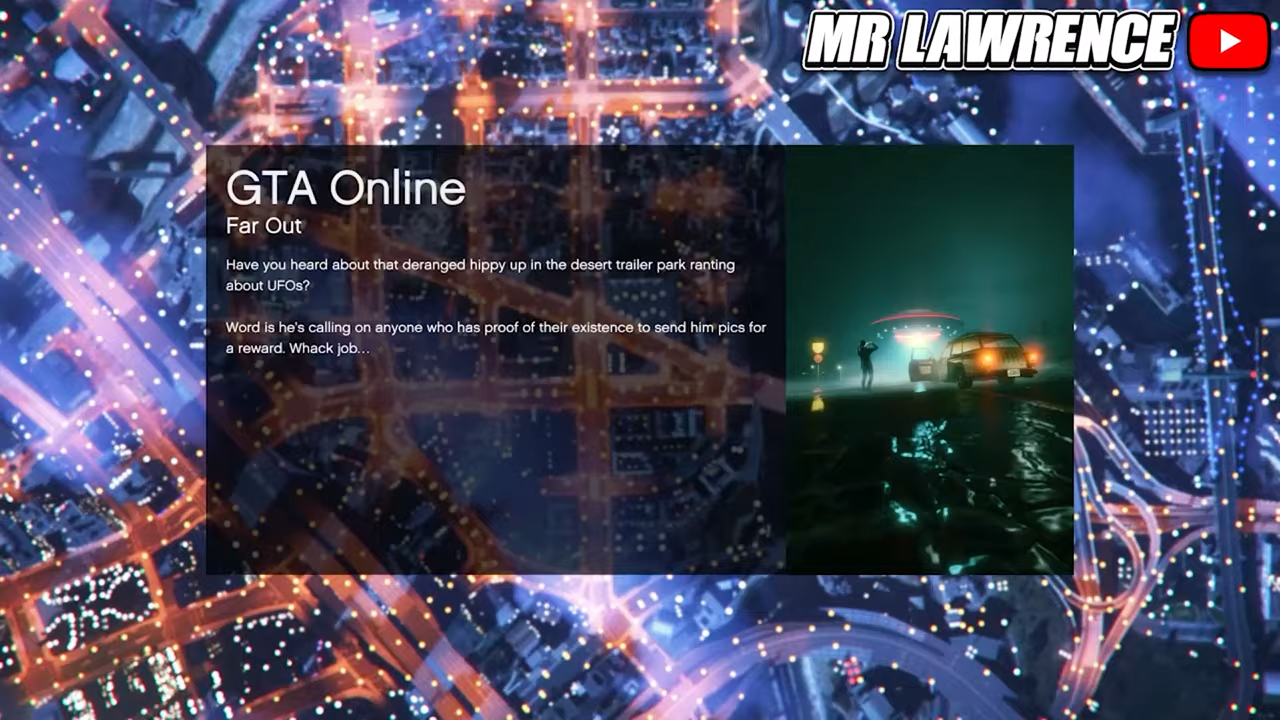 MR LAWRENCE
GTA Online
Far Out
Have you heard about that deranged hippy up in the desert trailer park ranting
about UFOs?
Word is he's calling on anyone who has proof of their existence to send him pics for
a reward. Whack job...